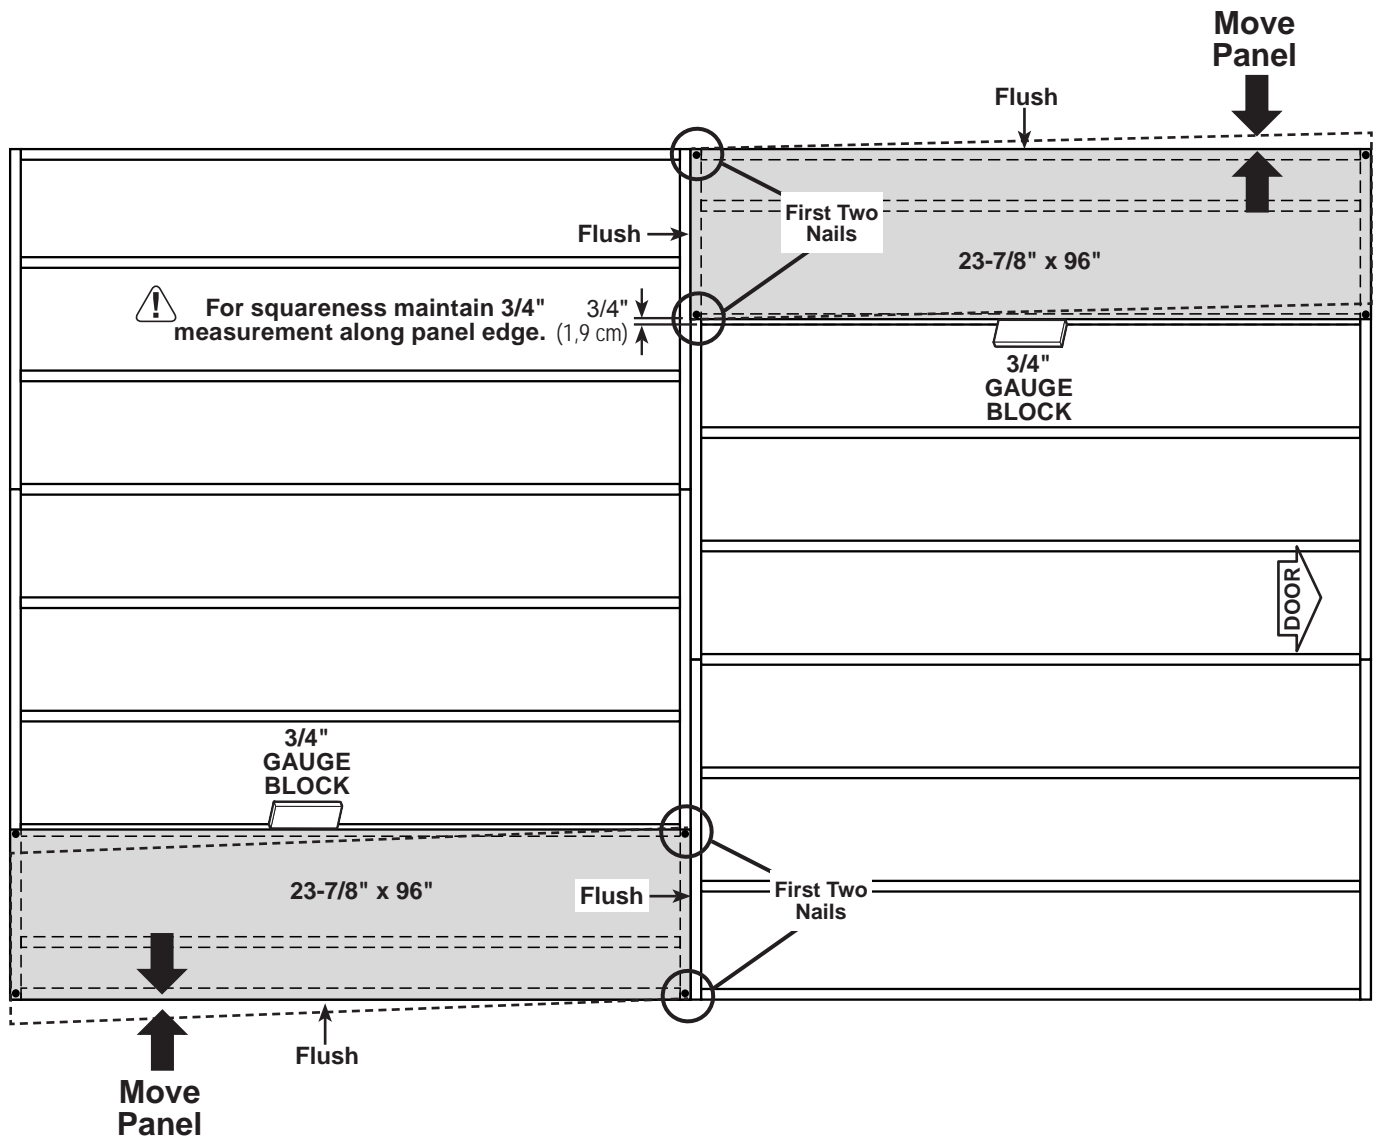 Move
Panel
Flush
First Two
Nails
Flush
23-7/8" x 96"
For squareness maintain 3/4"
measurement along panel edge.
3/4"
(1,9 cm)
3/4"
GAUGE
BLOCK
DOOR
3/4"
GAUGE
BLOCK
23-7/8" x 96"
Flush
First Two
Nails
Flush
Move
Panel